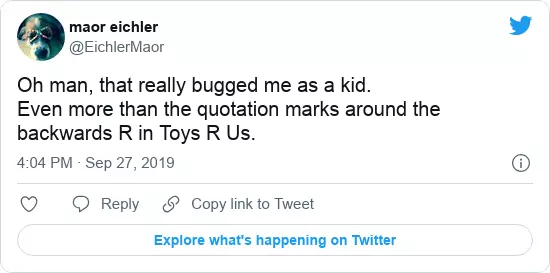 maor eichler
@EichlerMaor
Oh man, that really bugged me as a kid.
Even more than the quotation marks around the
backwards R in Toys R Us.
4:04 PM · Sep 27, 2019
Reply
Copy link to Tweet
Explore what's happening on Twitter